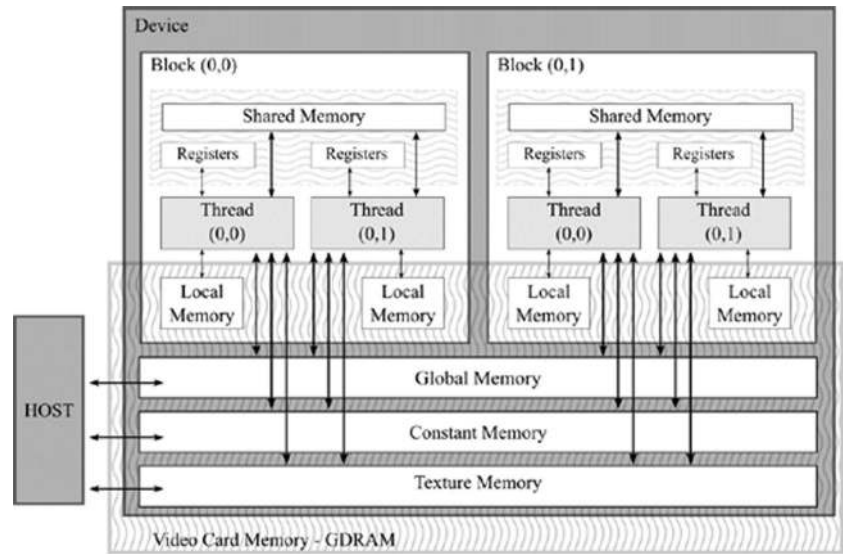 Device
Block (0,0)
Block (0,1)
Shared Memory
Shared Memory
Registers
Registers
Registers
Registers
Thread
(0,0)
Thread
(0,1)
Thread
(0,0)
Thread
(0,1)
Local
Memory
Local
Memory
Local
Memory
Local
Memory
HOST
Global Memory
Constant Memory
Texture Memory
Video Card Memory - GDRAM